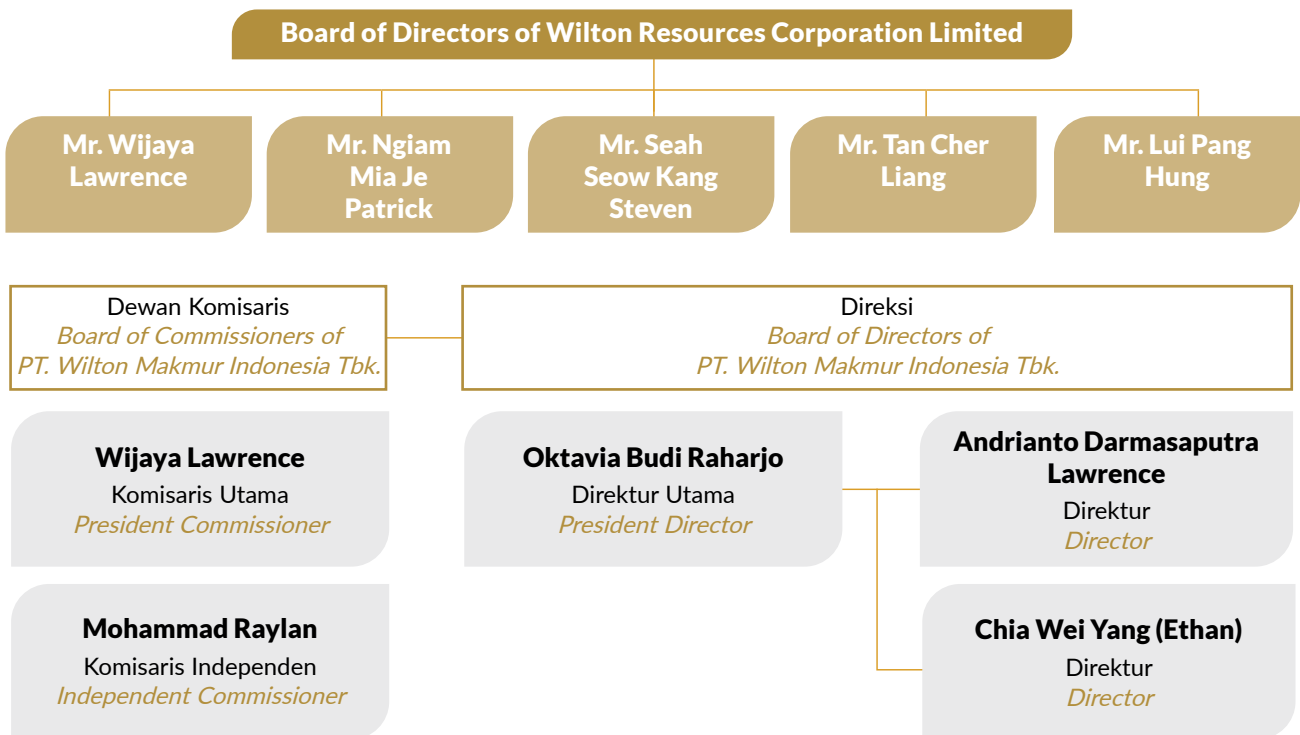 Board of Directors of Wilton Resources Corporation Limited
Mr. Wijaya
Lawrence
Mr. Ngiam
Mia Je
Patrick
Mr. Seah
Seow Kang
Steven
Mr. Tan Cher
Liang
Mr. Lui Pang
Hung
Dewan Komisaris
Board of Commissioners of
PT. Wilton Makmur Indonesia Tbk.
Direksi
Board of Directors of
PT. Wilton Makmur Indonesia Tbk.
Wijaya Lawrence
Komisaris Utama
President Commissioner
Oktavia Budi Raharjo
Direktur Utama
President Director
Andrianto Darmasaputra
Lawrence
Direktur
Director
Mohammad Raylan
Komisaris Independen
Independent Commissioner
Chia Wei Yang (Ethan)
Direktur
Director